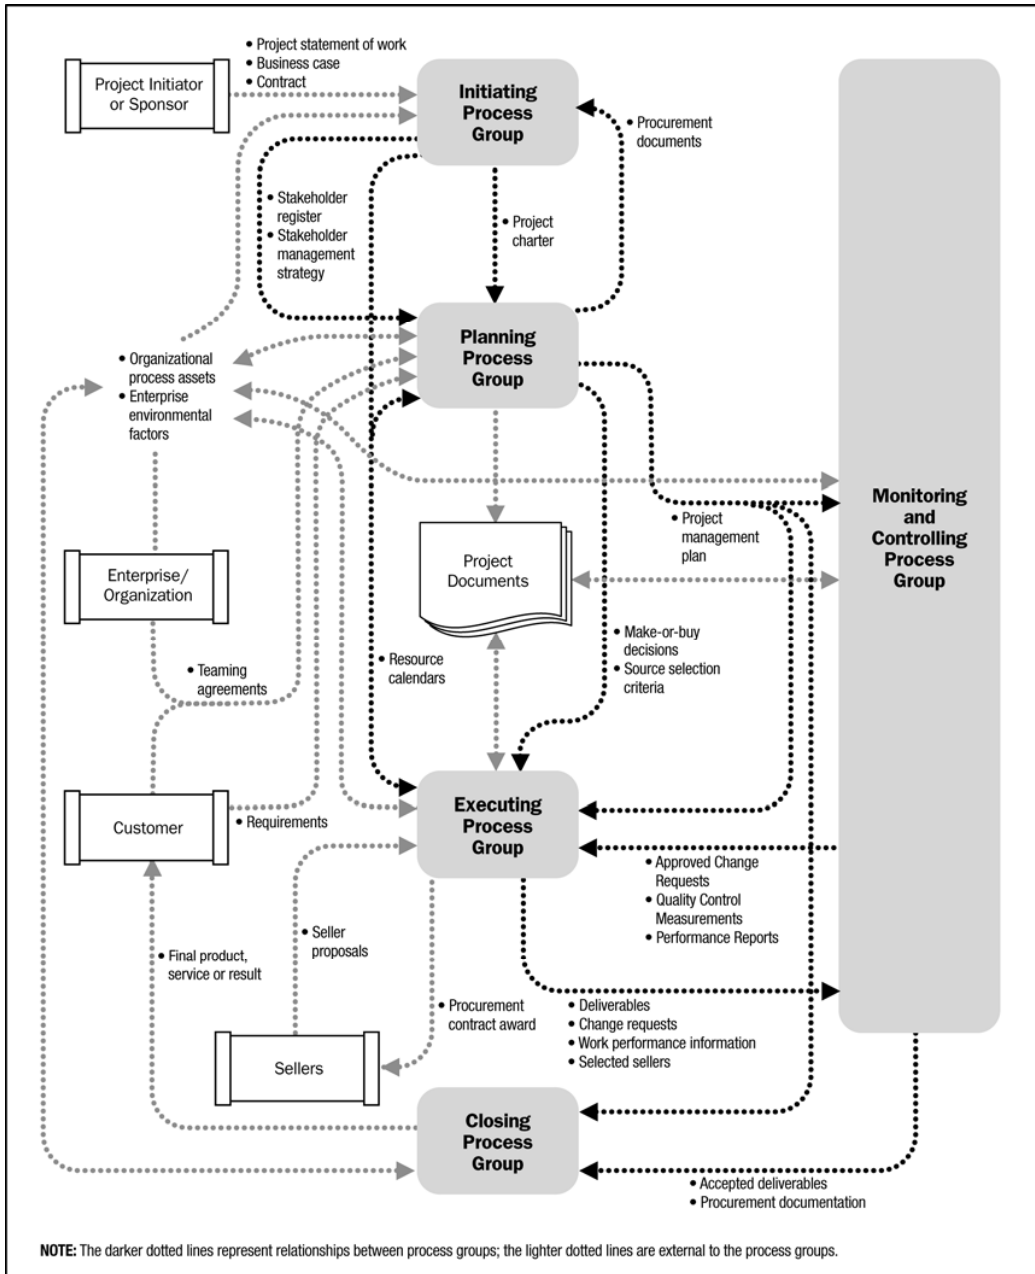 • Project statement of work
• Business case
• Contract
Project Initiator
or Sponsor
Initiating
Process
Group
• Procurement
documents
• Stakeholder
register
• Stakeholder
management
strategy
• Project
charter
Planning
Process
Group
• Organizational
process assets
• Enterprise
environmental
factors
Monitoring
and
Controlling
Process
Group
• Project
management
plan
Project
Documents
Enterprise/
Organization
• Make-or-buy
decisions
• Source selection
criteria
• Resource
calendars
• Teaming
agreements
Executing
Process
Group
Customer
• Requirements
• Approved Change
Requests
• Quality Control
Measurements
• Performance Reports
• Seller
proposals
• Final product,
service or result
• Procurement
contract award
• Deliverables
• Change requests
• Work performance information
• Selected sellers
Sellers
Closing
Process
Group
• Accepted deliverables
• Procurement documentation
NOTE: The darker dotted lines represent relationships between process groups; the lighter dotted lines are external to the process groups.